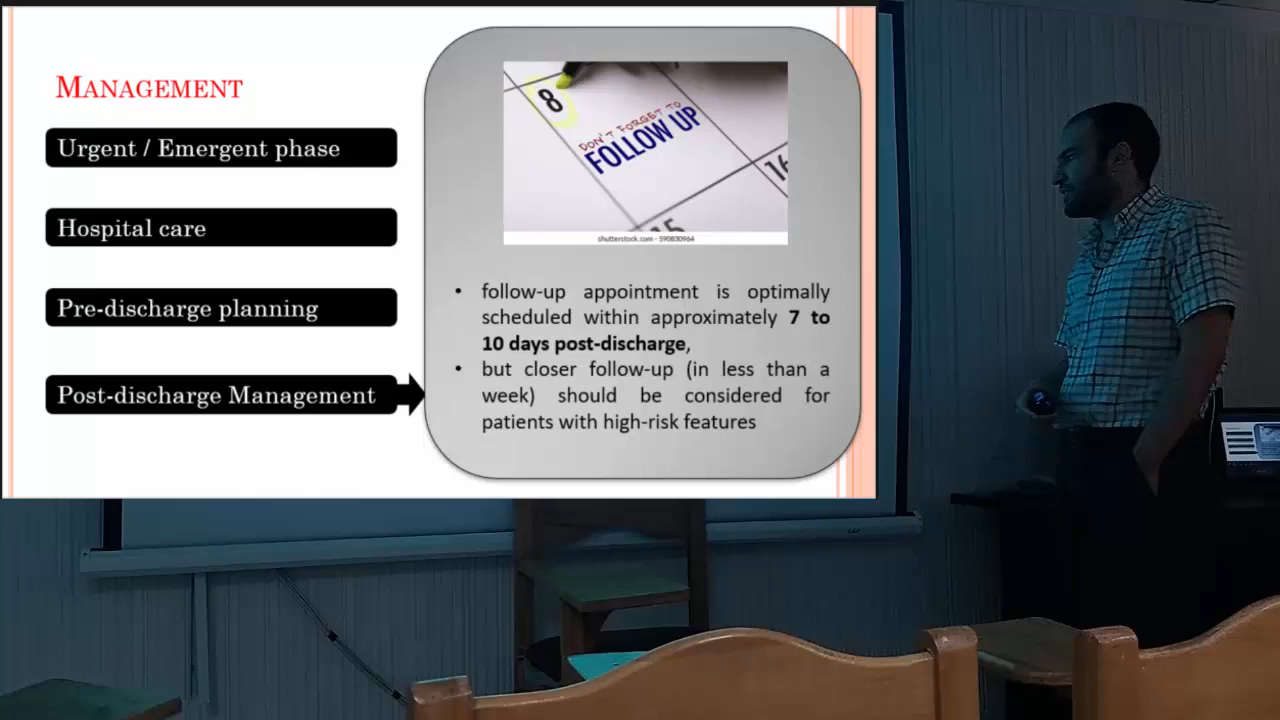 MANAGEMENT
Urgent / Emergent phase
Hospital care
Pre-discharge planning
Post-discharge Management
8
DON'T FORGET TO
FOLLOW UP
16
15
shutterstock.com · 590830964
• follow-up appointment is optimally
scheduled within approximately 7 to
10 days post-discharge,
• but closer follow-up (in less than a
week) should be considered for
patients with high-risk features